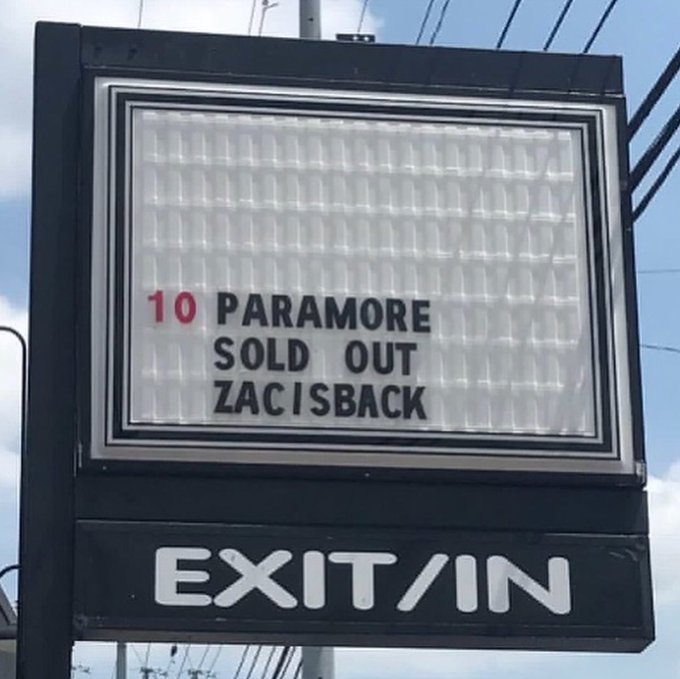 10 PARAMORE
SOLD OUT
ZACISBACK
EXIT/IN